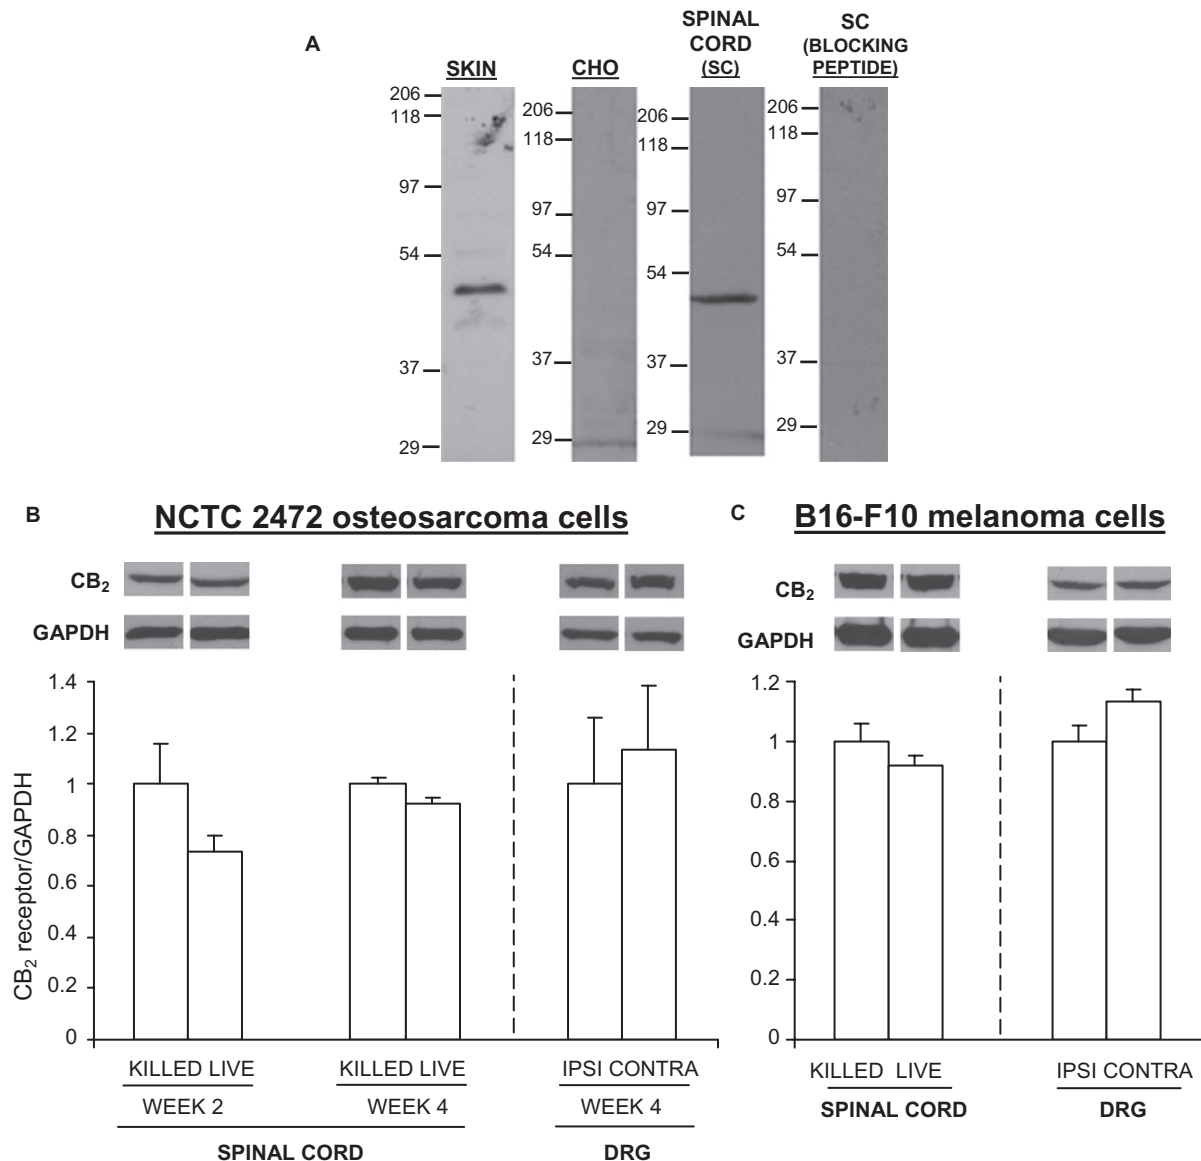 A
SKIN
CHO
SPINAL
CORD
(SC)
SC
(BLOCKING
PEPTIDE)
206
118
97
54
37
29
206
118
97
54
37
29
206
118
97
54
37
29
206
118
97
54
37
29
B
NCTC 2472 osteosarcoma cells
CB₂
GAPDH
CB₂ receptor/GAPDH
1.4
1.2
1
0.8
0.6
0.4
0.2
0
KILLED LIVE
WEEK 2
KILLED LIVE
WEEK 4
SPINAL CORD
IPSI CONTRA
WEEK 4
DRG
C
B16-F10 melanoma cells
CB₂
GAPDH
1.2
1
0.8
0.6
0.4
0.2
0
KILLED LIVE
SPINAL CORD
IPSI CONTRA
DRG